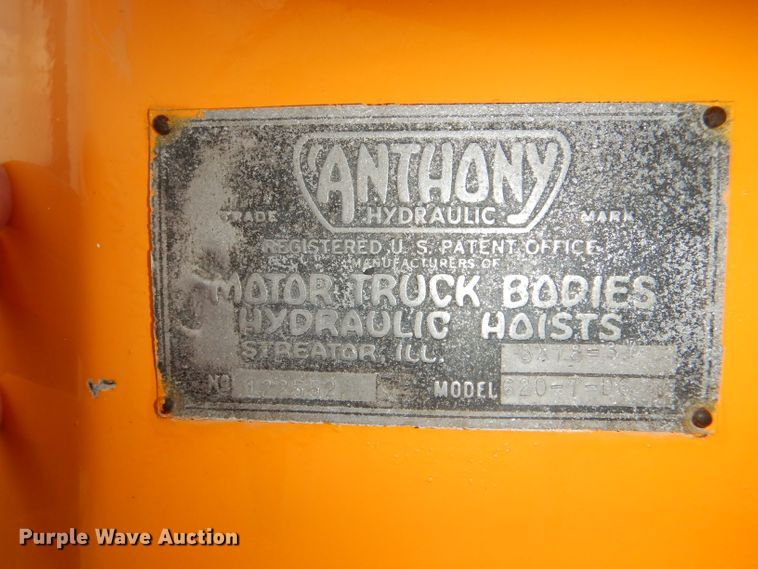 ANTHONY
HYDRAULIC
TRADE MARK
REGISTERED U. S. PATENT OFFICE
MANUFACTURERS OF
MOTOR TRUCK BODIES
HYDRAULIC HOISTS
STREATOR, ILL.
NO MODEL
Purple Wave Auction